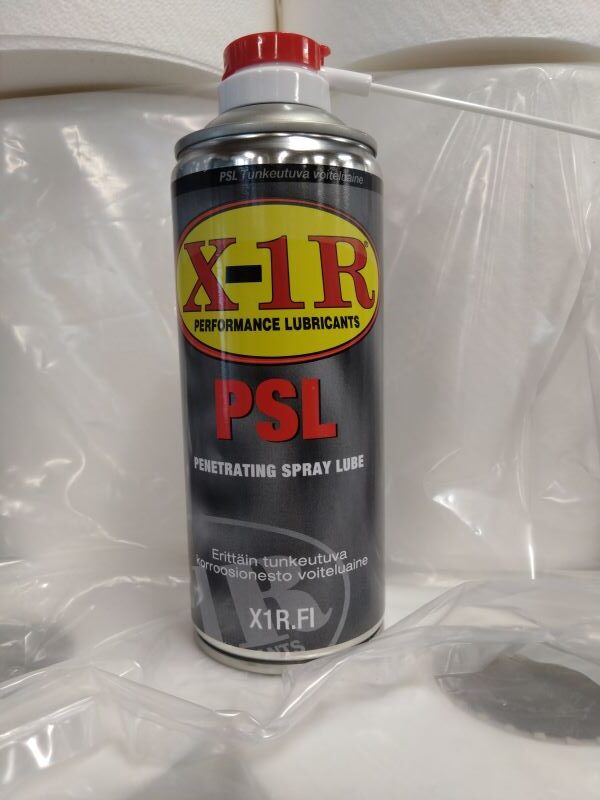 PSL Tunkeutuva voiteluaine
X-1R®
PERFORMANCE LUBRICANTS
PSL
PENETRATING SPRAY LUBE
Erittäin tunkeutuva
korroosionesto voiteluaine
X1R.FI